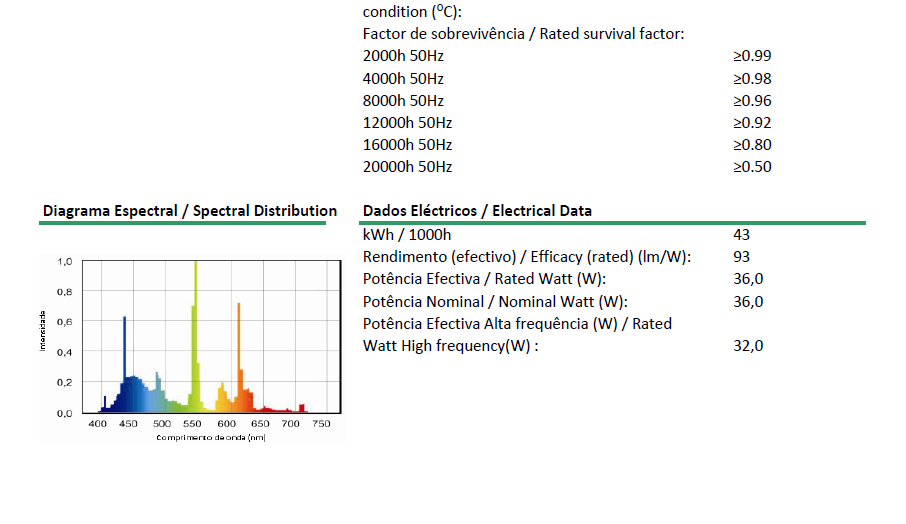 condition (⁰C):
Factor de sobrevivência / Rated survival factor:
2000h 50Hz ≥0.99
4000h 50Hz ≥0.98
8000h 50Hz ≥0.96
12000h 50Hz ≥0.92
16000h 50Hz ≥0.80
20000h 50Hz ≥0.50
Diagrama Espectral / Spectral Distribution
1,0
0,8
0,6
0,4
0,2
0,0
Intensidade
400 450 500 550 600 650 700 750
Comprimento de onda (nm)
Dados Eléctricos / Electrical Data
kWh / 1000h 43
Rendimento (efectivo) / Efficacy (rated) (lm/W): 93
Potência Efectiva / Rated Watt (W): 36,0
Potência Nominal / Nominal Watt (W): 36,0
Potência Efectiva Alta frequência (W) / Rated
Watt High frequency(W) : 32,0